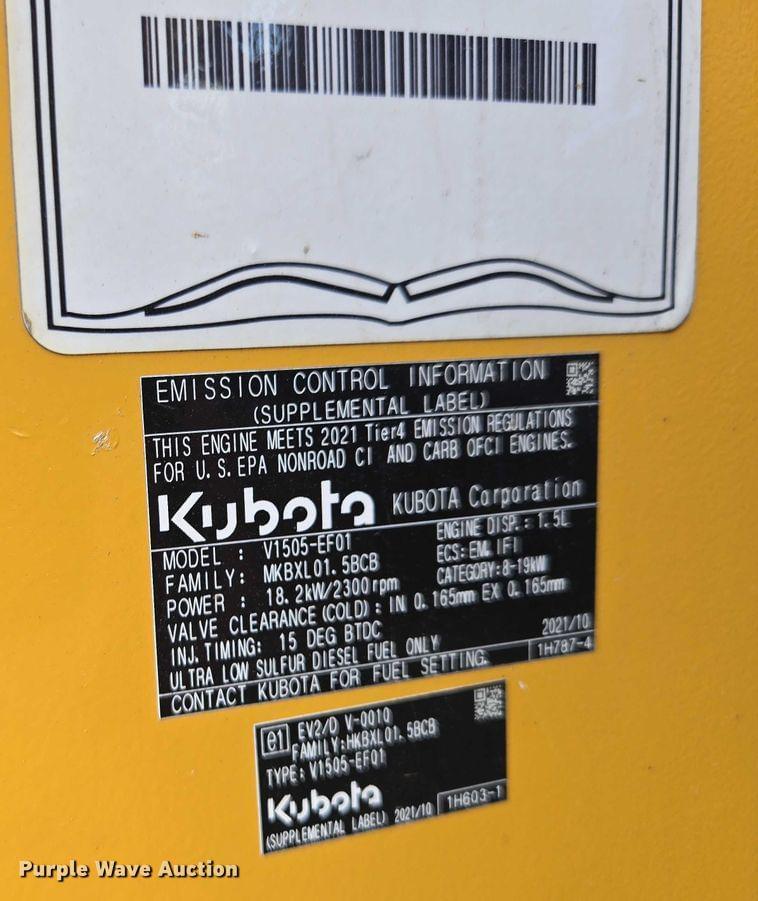 EMISSION CONTROL INFORMATION
(SUPPLEMENTAL LABEL)
THIS ENGINE MEETS 2021 Tier4 EMISSION REGULATIONS
FOR U.S.EPA NONROAD CI AND CARB OFCI ENGINES.
Kubota KUBOTA Corporation
MODEL : V1505-EF01 ENGINE DISP.: 1.5L
FAMILY: MKBXL01.5BCB ECS: EM, IFI
POWER : 18.2kW/2300rpm CATEGORY:8-19kW
VALVE CLEARANCE(COLD): IN 0.165mm EX 0.165mm
INJ.TIMING: 15 DEG BTDC
ULTRA LOW SULFUR DIESEL FUEL ONLY 2021/10
CONTACT KUBOTA FOR FUEL SETTING. 1H787-4
e1 EV2/D V-0010
FAMILY:HKBXL01.5BCB
TYPE: V1505-EF01
Kubota
(SUPPLEMENTAL LABEL) 2021/10 1H603-1
Purple Wave Auction